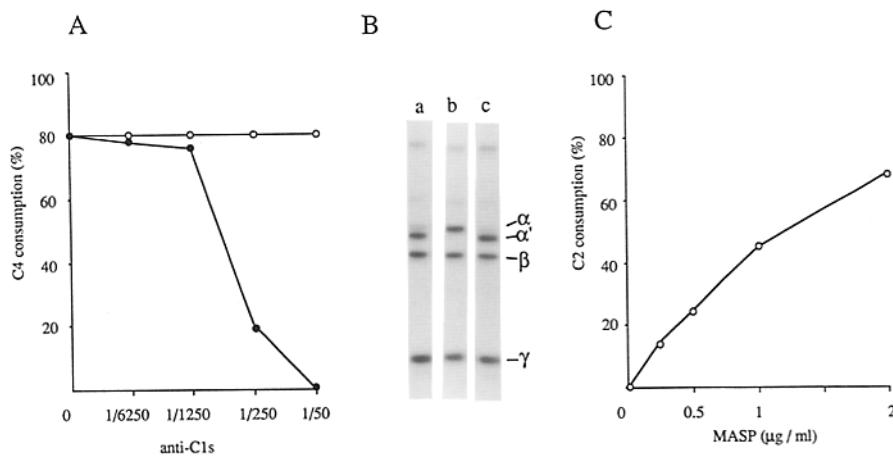 A
C4 consumption (%)
100
80
60
40
20
0 1/6250 1/1250 1/250 1/50
anti-C1s
B
a b c
α
α'
β
γ
C
C2 consumption (%)
100
80
60
40
20
0 0.5 1 2
MASP (μg / ml)